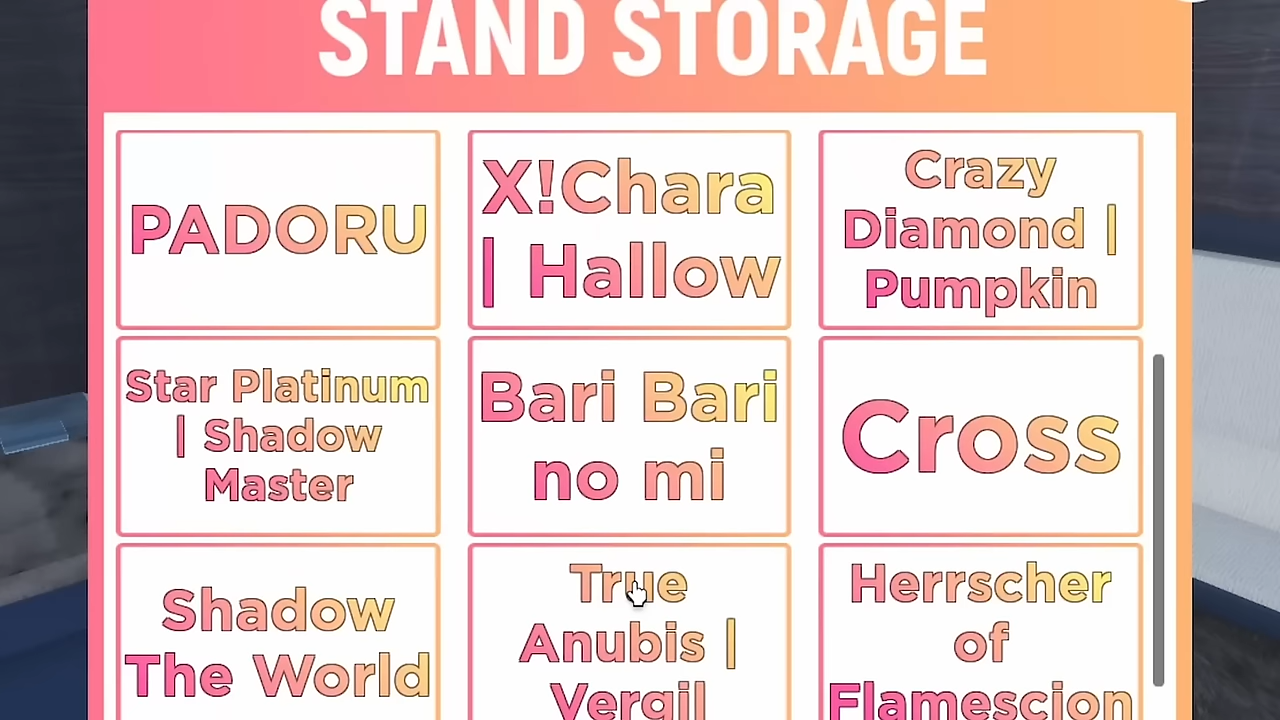 STAND STORAGE
PADORU
X!Chara
| Hallow
Crazy
Diamond |
Pumpkin
Star Platinum
| Shadow
Master
Bari Bari
no mi
Cross
Shadow
The World
True
Anubis |
Vergil
Herrscher
of
Flamescion